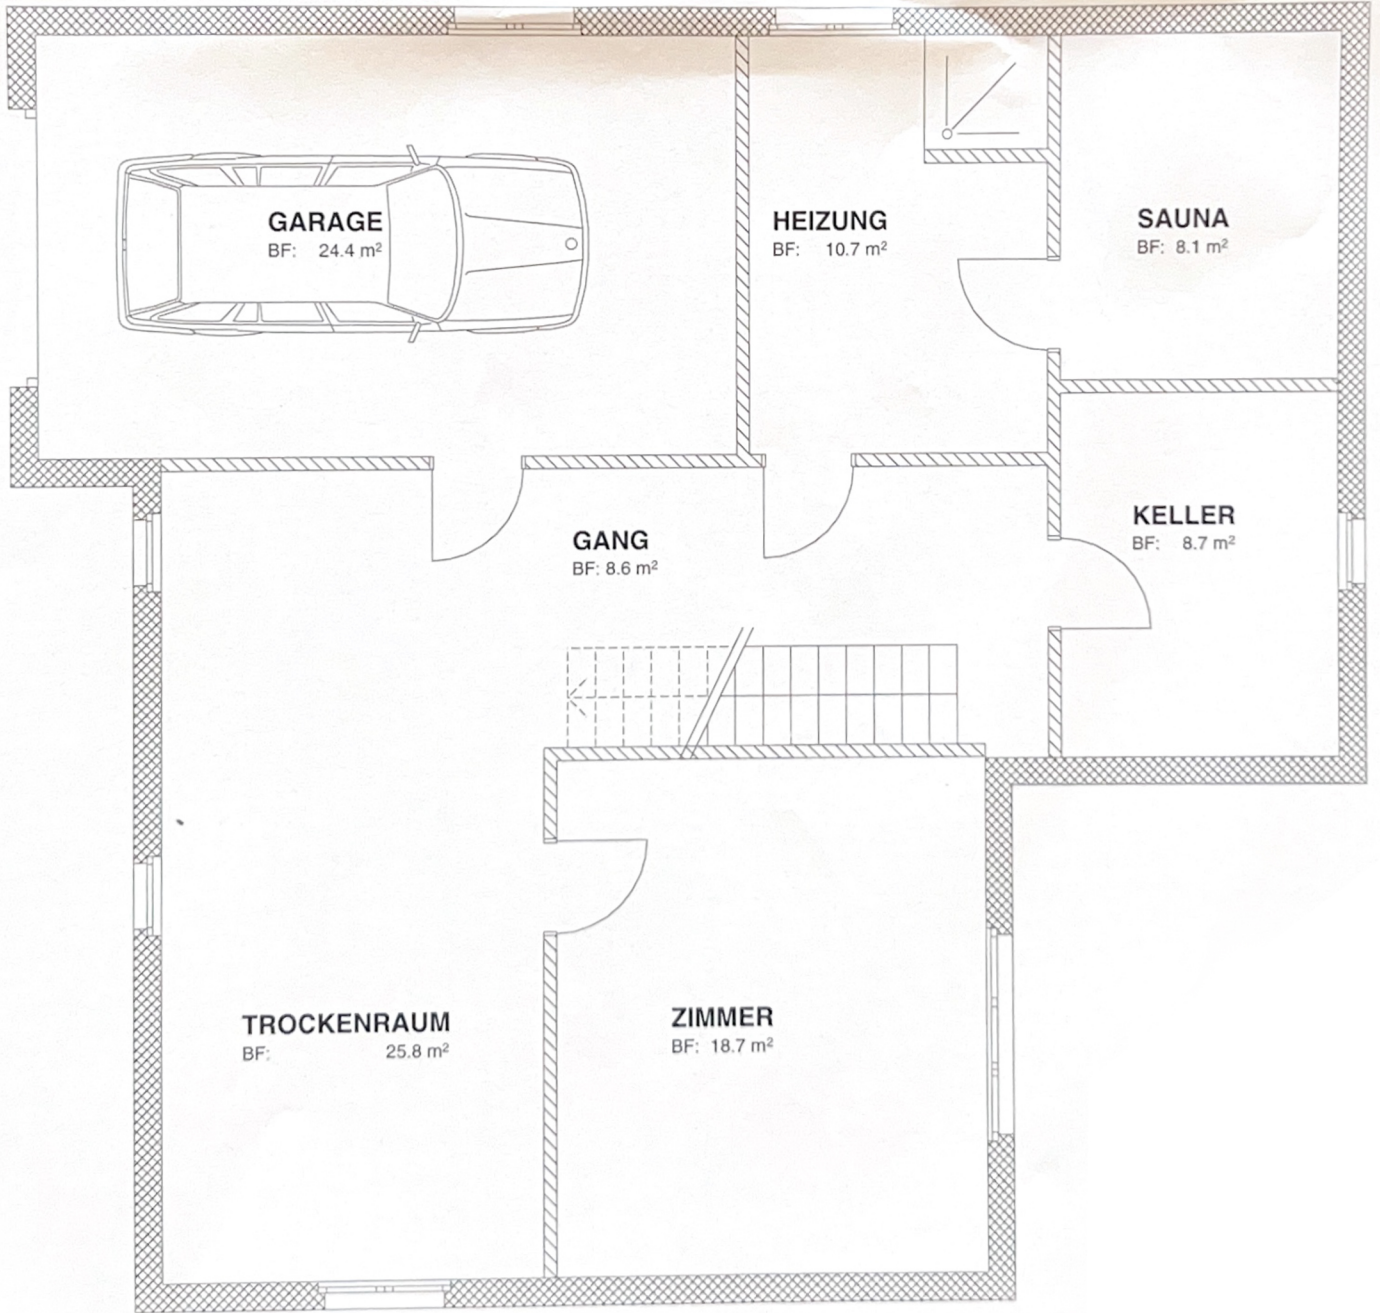 GARAGE
BF: 24.4 m²
HEIZUNG
BF: 10.7 m²
SAUNA
BF: 8.1 m²
KELLER
BF: 8.7 m²
GANG
BF: 8.6 m²
TROCKENRAUM
BF: 25.8 m²
ZIMMER
BF: 18.7 m²